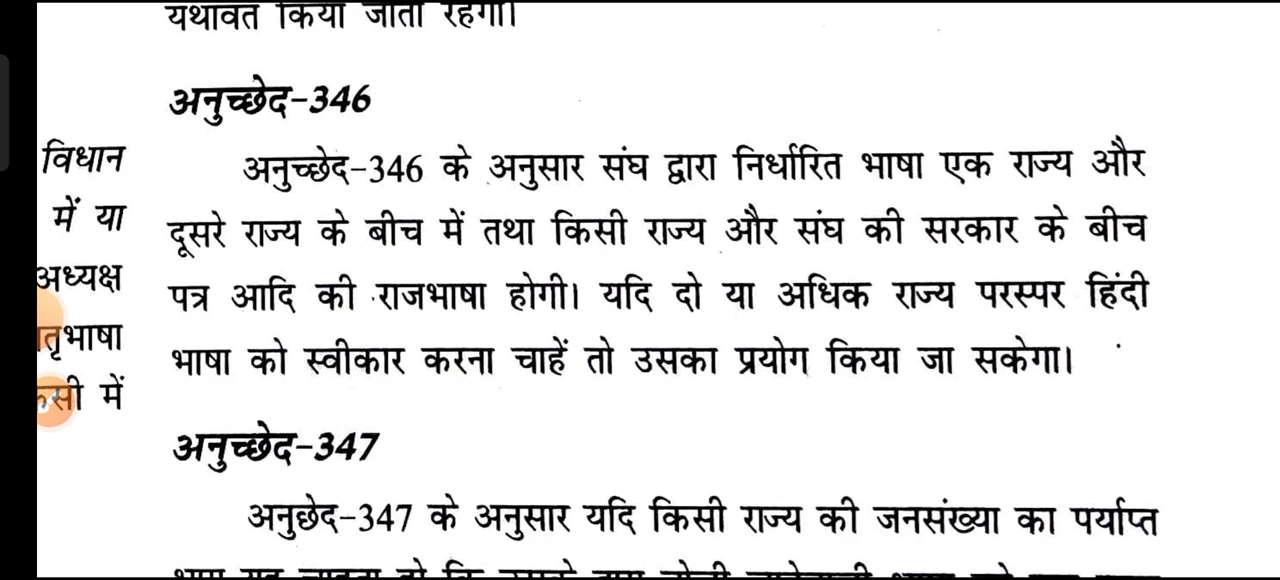 यथावत किया जाता रहेगा।
अनुच्छेद-346
विधान
में या
अध्यक्ष
तृभाषा
सी में
अनुच्छेद-346 के अनुसार संघ द्वारा निर्धारित भाषा एक राज्य और
दूसरे राज्य के बीच में तथा किसी राज्य और संघ की सरकार के बीच
पत्र आदि की राजभाषा होगी। यदि दो या अधिक राज्य परस्पर हिंदी
भाषा को स्वीकार करना चाहें तो उसका प्रयोग किया जा सकेगा।
अनुच्छेद-347
अनुछेद-347 के अनुसार यदि किसी राज्य की जनसंख्या का पर्याप्त